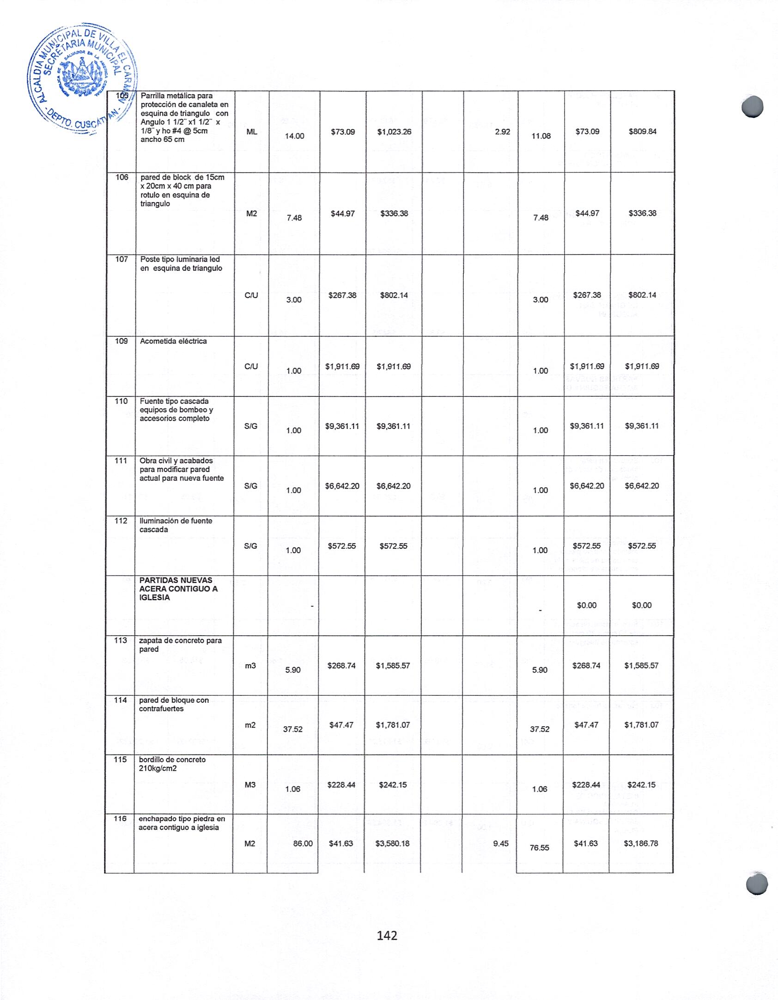 ALCALDIA MUNICIPAL DE VILLA EL CARMEN
SECRETARIA MUNICIPAL
REPUBLICA DE EL SALVADOR EN LA AMERICA CENTRAL
- DEPTO. CUSCATLAN -
105 Parrilla metálica para
protección de canaleta en
esquina de triangulo con
Angulo 1 1/2¨ x1 1/2¨ x
1/8¨ y ho #4 @ 5cm
ancho 65 cm
ML 14.00 $73.09 $1,023.26 2.92 11.08 $73.09 $809.84
106 pared de block de 15cm
x 20cm x 40 cm para
rotulo en esquina de
triangulo
M2 7.48 $44.97 $336.38 7.48 $44.97 $336.38
107 Poste tipo luminaria led
en esquina de triangulo
C/U 3.00 $267.38 $802.14 3.00 $267.38 $802.14
109 Acometida eléctrica
C/U 1.00 $1,911.69 $1,911.69 1.00 $1,911.69 $1,911.69
110 Fuente tipo cascada
equipos de bombeo y
accesorios completo
S/G 1.00 $9,361.11 $9,361.11 1.00 $9,361.11 $9,361.11
111 Obra civil y acabados
para modificar pared
actual para nueva fuente
S/G 1.00 $6,642.20 $6,642.20 1.00 $6,642.20 $6,642.20
112 Iluminación de fuente
cascada
S/G 1.00 $572.55 $572.55 1.00 $572.55 $572.55
PARTIDAS NUEVAS
ACERA CONTIGUO A
IGLESIA
- - $0.00 $0.00
113 zapata de concreto para
pared
m3 5.90 $268.74 $1,585.57 5.90 $268.74 $1,585.57
114 pared de bloque con
contrafuertes
m2 37.52 $47.47 $1,781.07 37.52 $47.47 $1,781.07
115 bordillo de concreto
210kg/cm2
M3 1.06 $228.44 $242.15 1.06 $228.44 $242.15
116 enchapado tipo piedra en
acera contiguo a iglesia
M2 86.00 $41.63 $3,580.18 9.45 76.55 $41.63 $3,186.78
142